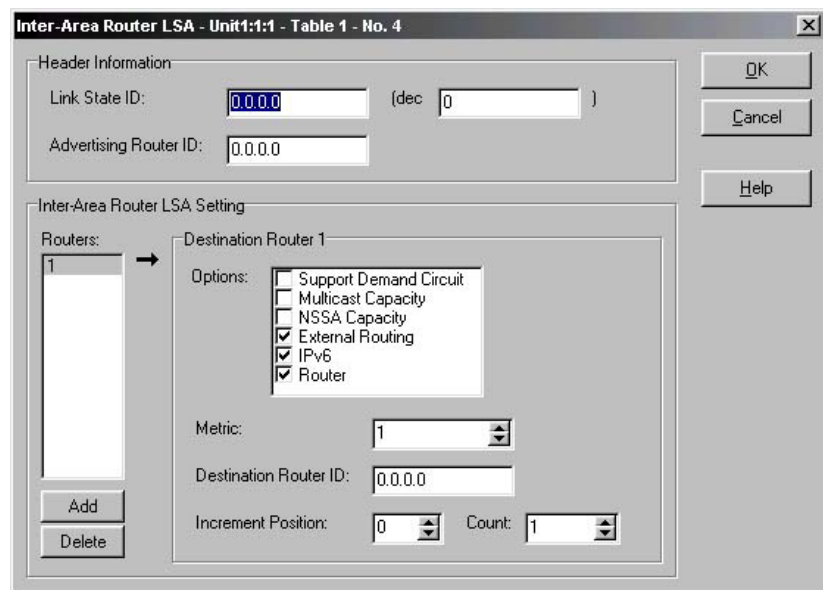 Inter-Area Router LSA - Unit1:1:1 - Table 1 - No. 4
Header Information
Link State ID: 0.0.0.0 (dec 0 )
Advertising Router ID: 0.0.0.0
OK
Cancel
Help
Inter-Area Router LSA Setting
Routers:
1
Add
Delete
Destination Router 1
Options:
Support Demand Circuit
Multicast Capacity
NSSA Capacity
External Routing
IPv6
Router
Metric: 1
Destination Router ID: 0.0.0.0
Increment Position: 0 Count: 1